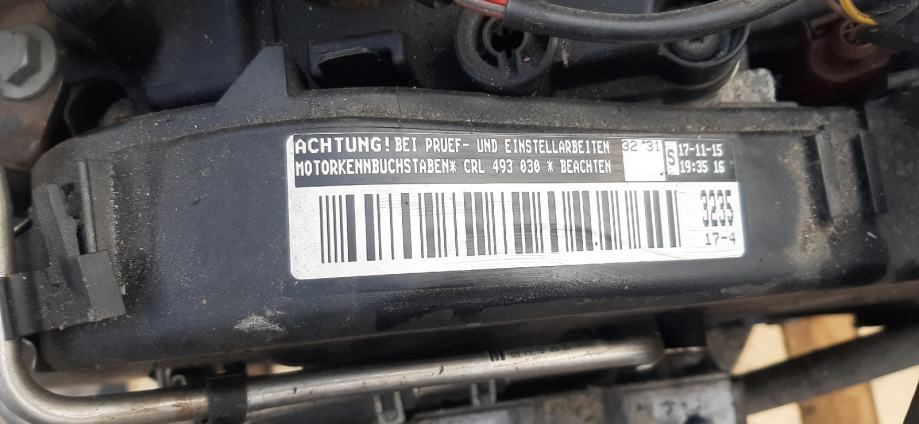 ACHTUNG! BEI PRUEF- UND EINSTELLARBEITEN
MOTORKENNBUCHSTABEN* CRL 493 030 * BEACHTEN
32 *31
S
17-11-15
19:35 16
3235
17-4